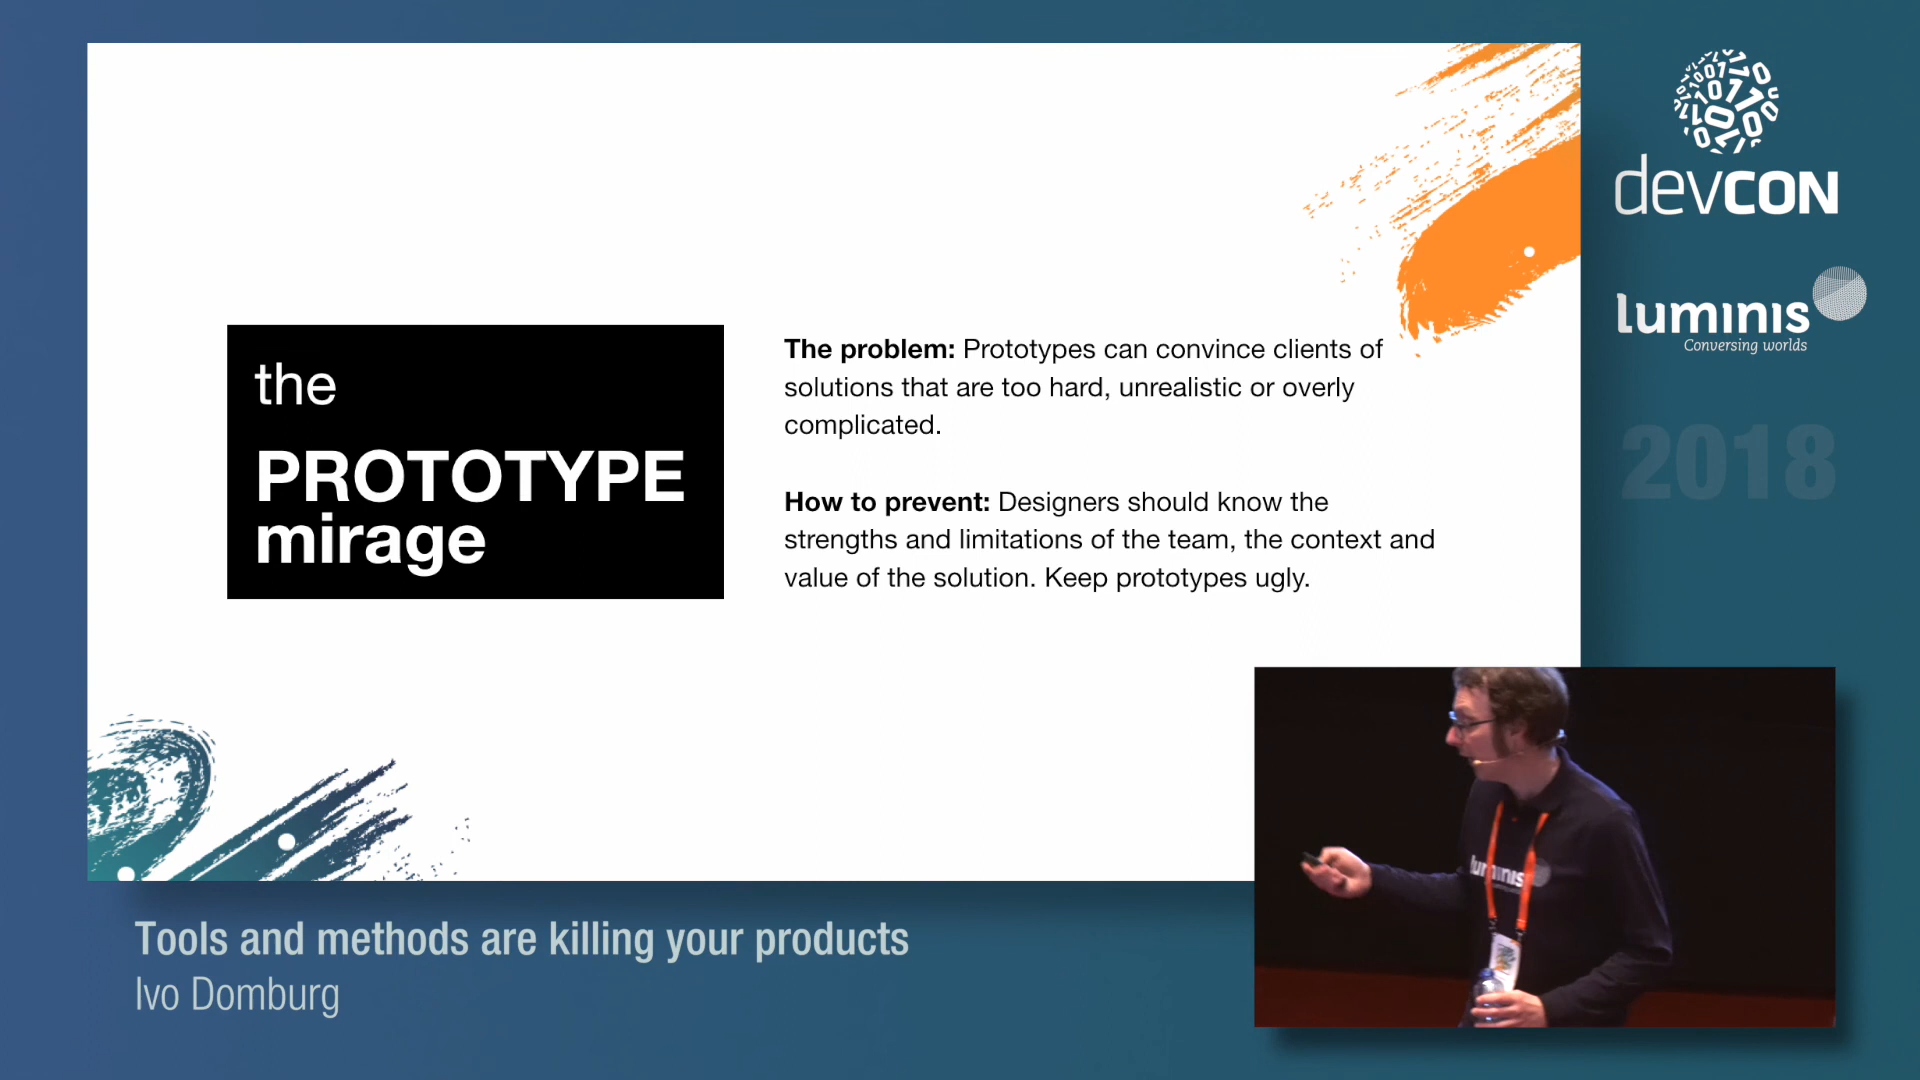 the
PROTOTYPE
mirage
The problem: Prototypes can convince clients of
solutions that are too hard, unrealistic or overly
complicated.
How to prevent: Designers should know the
strengths and limitations of the team, the context and
value of the solution. Keep prototypes ugly.
devCON
luminis
Conversing worlds
2018
luminis
Tools and methods are killing your products
Ivo Domburg